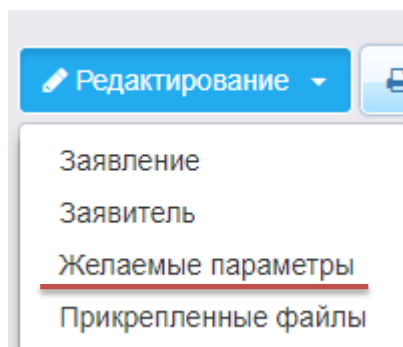 Редактирование
Заявление
Заявитель
Желаемые параметры
Прикрепленные файлы